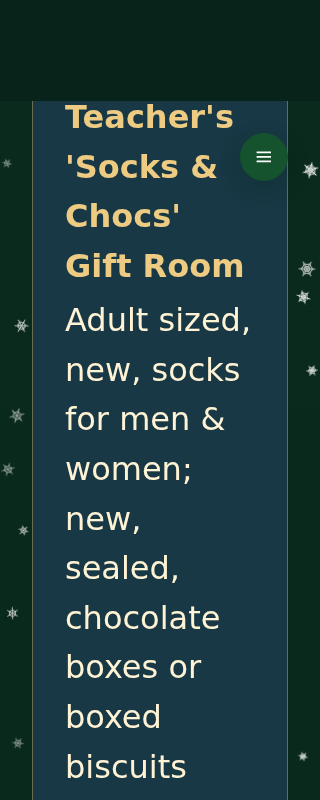 Teacher's
'Socks &
Chocs'
Gift Room
Adult sized,
new, socks
for men &
women;
new,
sealed,
chocolate
boxes or
boxed
biscuits